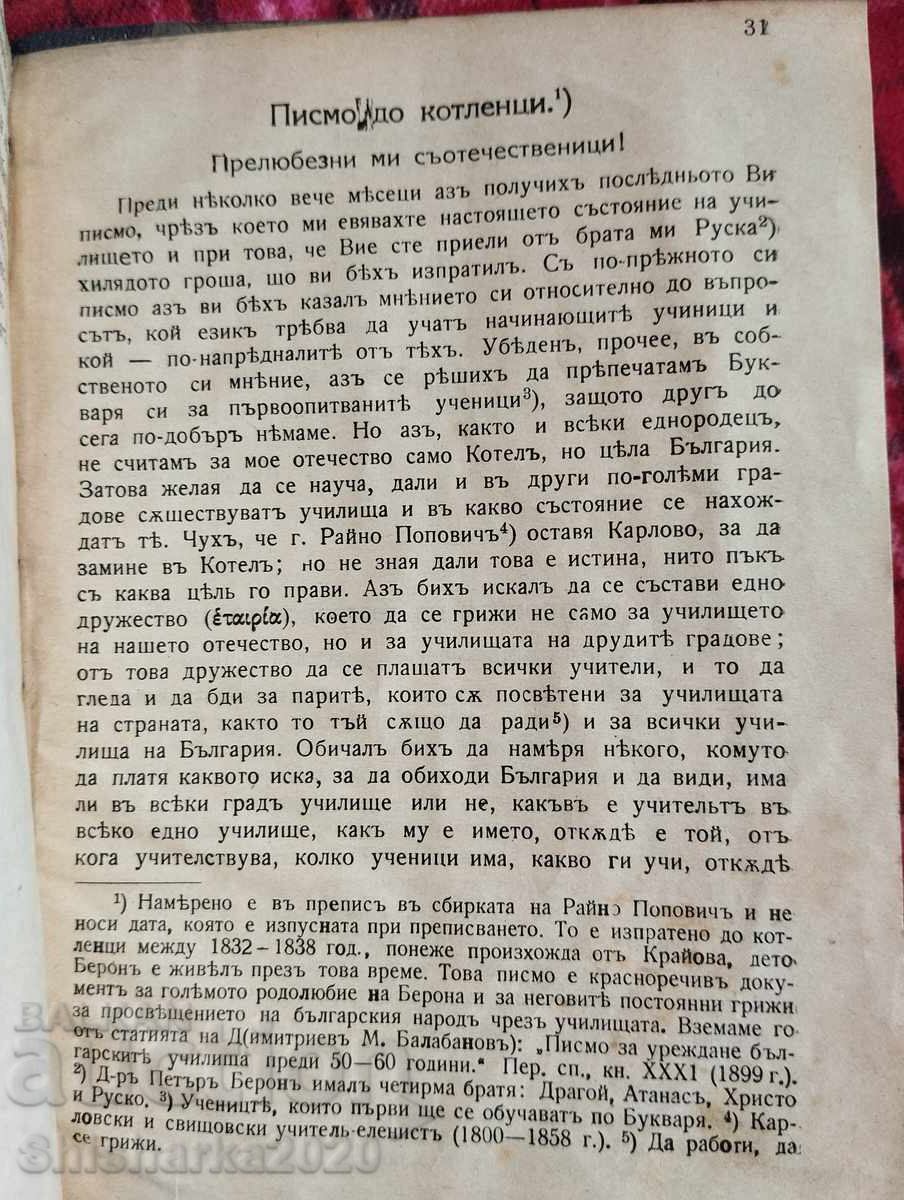 31
Писмо до котленци.¹)
Прелюбезни ми съотечественици!
Преди нѣколко вече мѣсеци азъ получихъ послѣдньото Ви
писмо, чрѣзъ което ми евявахте настоящето състояние на учи-
лището и при това, че Вие сте приели отъ брата ми Руска²)
хилядото гроша, що ви бѣхъ изпратилъ. Съ по-прѣжното си
писмо азъ ви бѣхъ казалъ мнѣнието си относително до въпро-
сътъ, кой езикъ трѣбва да учатъ начинающитѣ учиници и
кой — по-напрѣдналитѣ отъ тѣхъ. Убѣденъ, прочее, въ соб-
ственото си мнѣние, азъ се рѣшихъ да прѣпечатамъ Бук-
варя си за първоопитванитѣ ученици³), защото другъ до
сега по-добъръ нѣмаме. Но азъ, както и всѣки еднородецъ,
не считамъ за мое отечество само Котелъ, но цѣла България.
Затова желая да се науча, дали и въ други по-голѣми гра-
дове сѫшествуватъ училища и въ какво състояние се нахож-
датъ тѣ. Чухъ, че г. Райно Поповичъ⁴) оставя Карлово, за да
замине въ Котелъ; но не зная дали това е истина, нито пъкъ
съ каква цѣль го прави. Азъ бихъ искалъ да се състави едно
дружество (ἑταιρία), което да се грижи не само за училището
на нашето отечество, но и за училищата на друдитѣ градове;
отъ това дружество да се плашатъ всички учители, и то да
гледа и да бди за паритѣ, които сѫ посвѣтени за училищата
на страната, както то тъй сѫщо да ради⁵) и за всички учи-
лиша на България. Обичалъ бихъ да намѣря нѣкого, комуто
да платя каквото иска, за да обиходи България и да види, има
ли въ всѣки градъ училище или не, какъвъ е учительтъ въ
всѣко едно училище, какъ му е името, откѫдѣ е той, отъ
кога учителствува, колко ученици има, какво ги учи, откѫдѣ
¹) Намѣрено е въ преписъ въ сбирката на Райно Поповичъ и не
носи дата, която е изпусната при преписването. То е изпратено до кот-
ленци между 1832–1838 год., понеже произхожда отъ Крайова, дето
Беронъ е живѣлъ презъ това време. Това писмо е красноречивъ доку-
ментъ за голѣмото родолюбие на Берона и за неговитѣ постоянни грижи
за просвѣщението на българския народъ чрезъ училищата. Вземаме го
отъ статията на Д(имитриевъ М. Балабановъ): „Писмо за уреждане бъл-
гарскитѣ училиша преди 50—60 години.“ Пер. сп., кн. XXX1 (1899 г.).
²) Д-ръ Петъръ Беронъ ималъ четирма братя: Драгой, Атанасъ, Христо
и Руско. ³) Учеництѣ, които първи ще се обучаватъ по Букваря. ⁴) Кар-
ловски и свищовски учитель-еленистъ (1800—1858 г.). ⁵) Да работи, да
се грижи.
smehurka2020